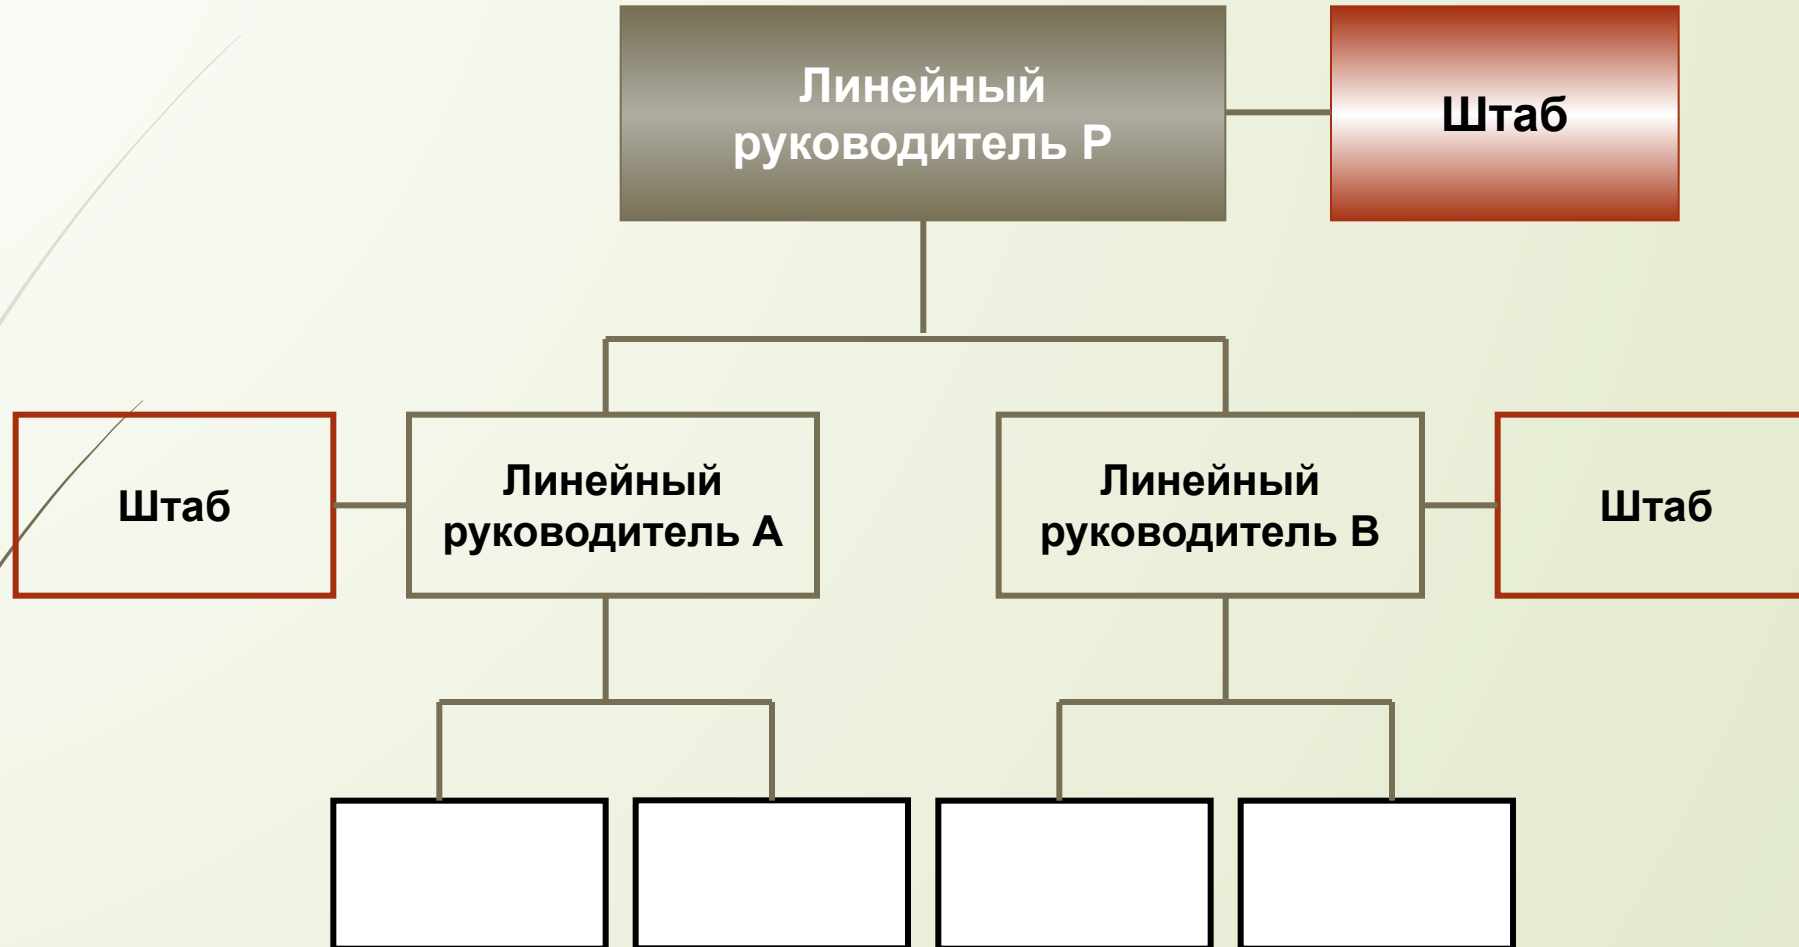 Линейный
руководитель Р
Штаб
Штаб
Линейный
руководитель А
Линейный
руководитель В
Штаб